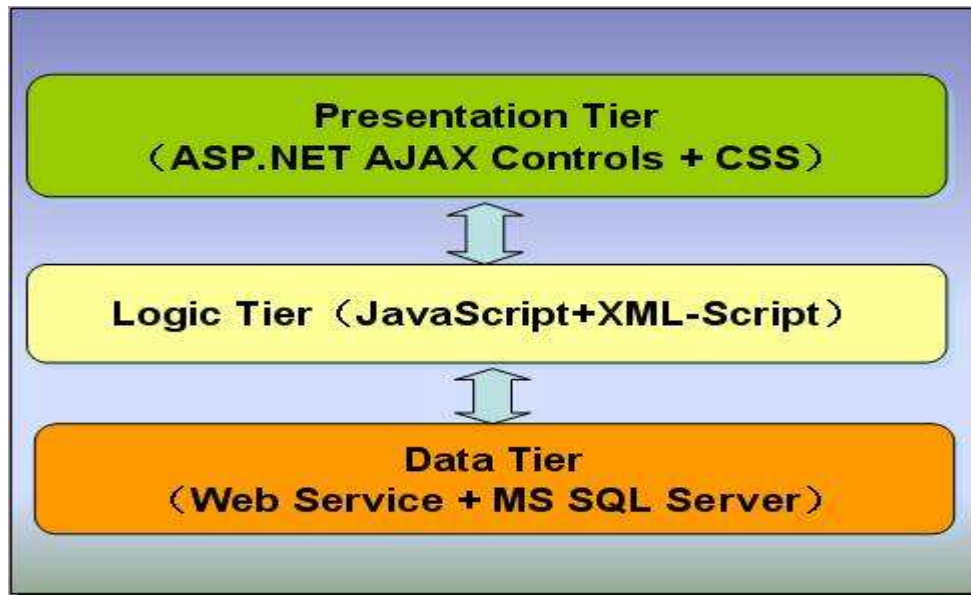 Presentation Tier
（ASP.NET AJAX Controls + CSS）
Logic Tier（JavaScript+XML-Script）
Data Tier
（Web Service + MS SQL Server）